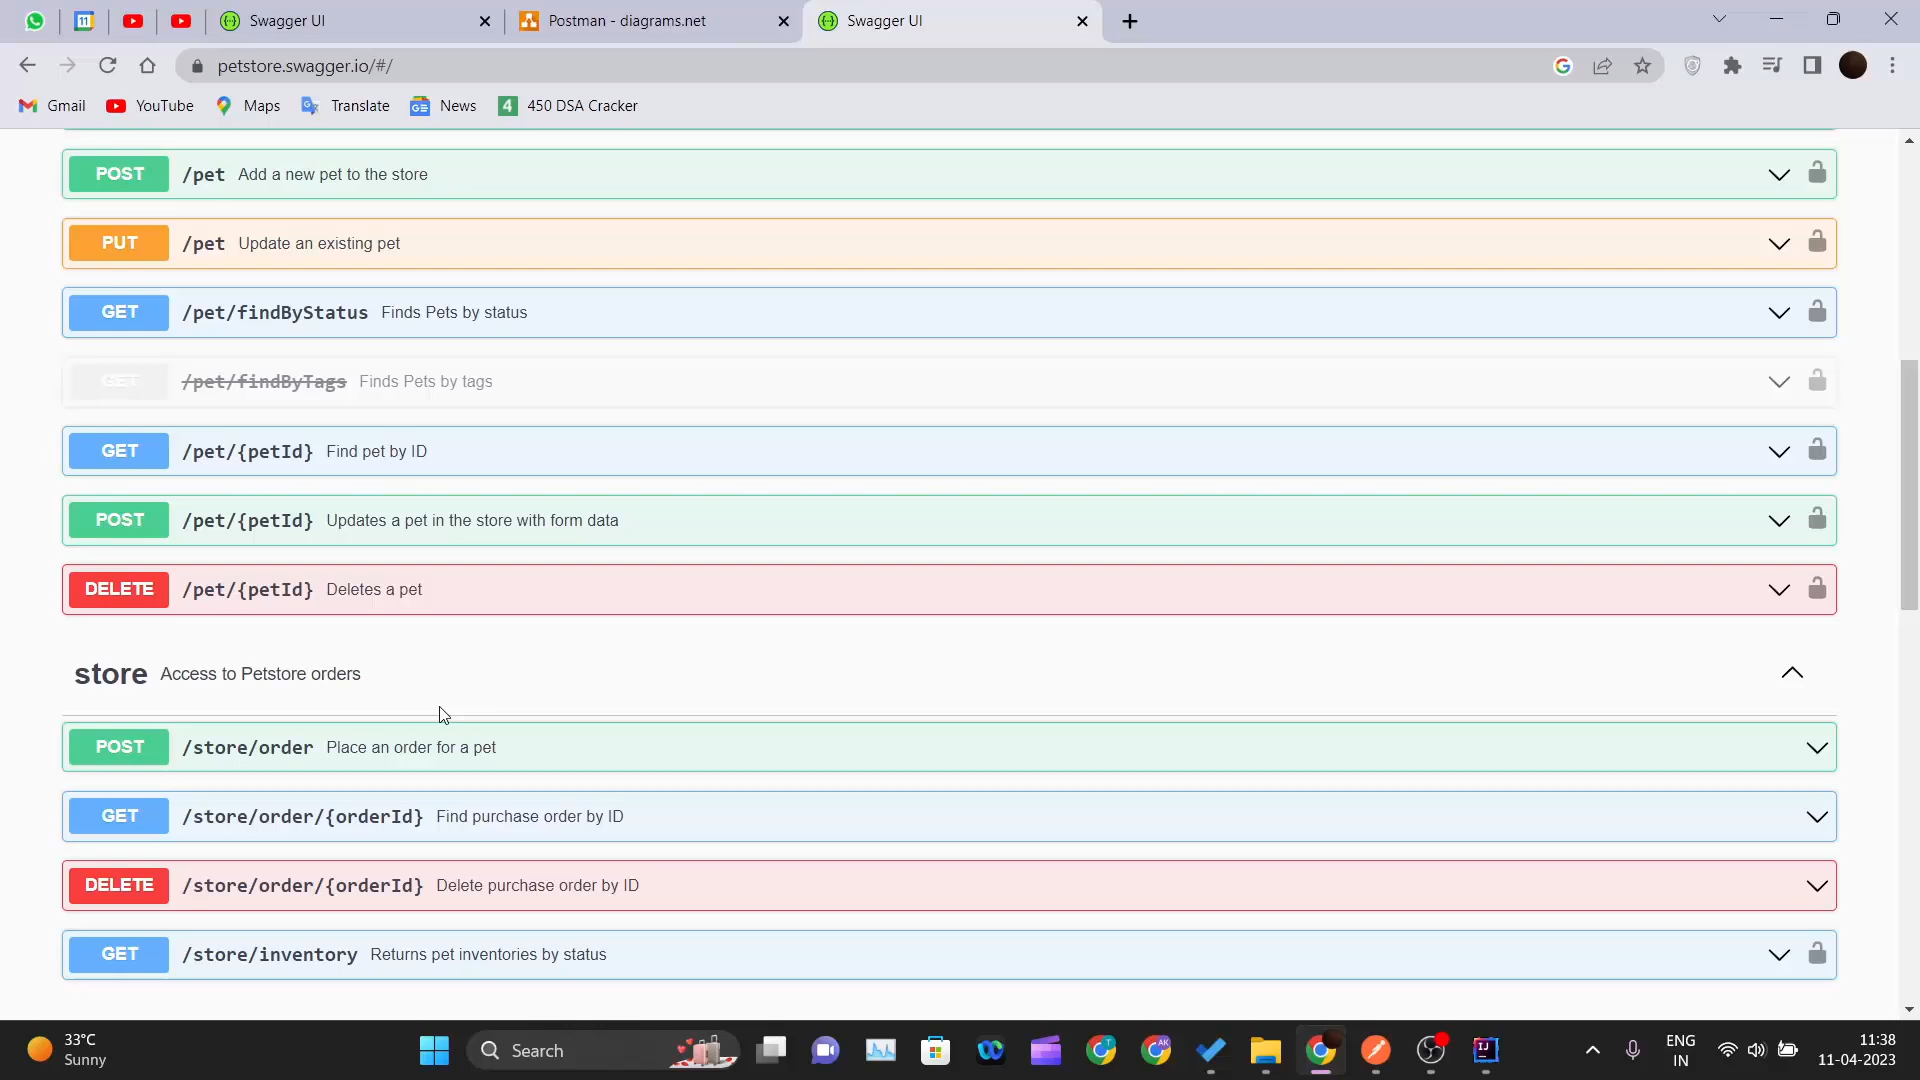 11 Swagger UI Postman - diagrams.net Swagger UI
petstore.swagger.io/#/
Gmail YouTube Maps Translate News 4 450 DSA Cracker
POST /pet Add a new pet to the store
PUT /pet Update an existing pet
GET /pet/findByStatus Finds Pets by status
GET /pet/findByTags Finds Pets by tags
GET /pet/{petId} Find pet by ID
POST /pet/{petId} Updates a pet in the store with form data
DELETE /pet/{petId} Deletes a pet
store Access to Petstore orders
POST /store/order Place an order for a pet
GET /store/order/{orderId} Find purchase order by ID
DELETE /store/order/{orderId} Delete purchase order by ID
GET /store/inventory Returns pet inventories by status
33°C
Sunny
Search
ENG
IN
11:38
11-04-2023